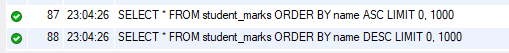 87 23:04:26 SELECT * FROM student_marks ORDER BY name ASC LIMIT 0, 1000
88 23:04:26 SELECT * FROM student_marks ORDER BY name DESC LIMIT 0, 1000